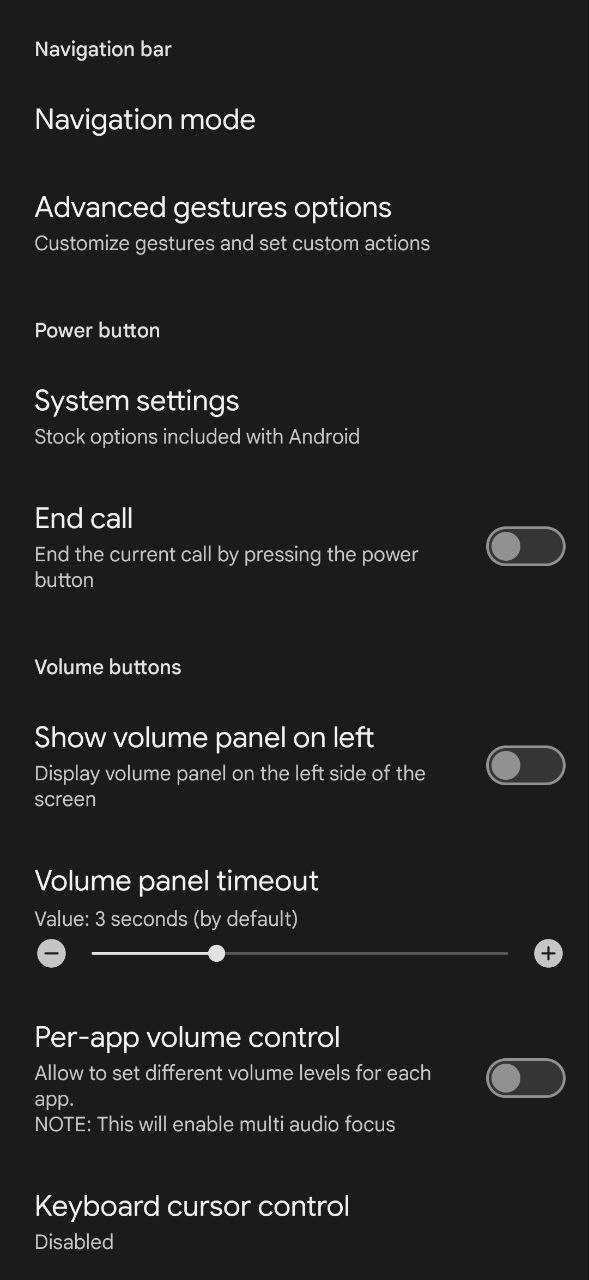 Navigation bar
Navigation mode
Advanced gestures options
Customize gestures and set custom actions
Power button
System settings
Stock options included with Android
End call
End the current call by pressing the power
button
Volume buttons
Show volume panel on left
Display volume panel on the left side of the
screen
Volume panel timeout
Value: 3 seconds (by default)
Per-app volume control
Allow to set different volume levels for each
app.
NOTE: This will enable multi audio focus
Keyboard cursor control
Disabled